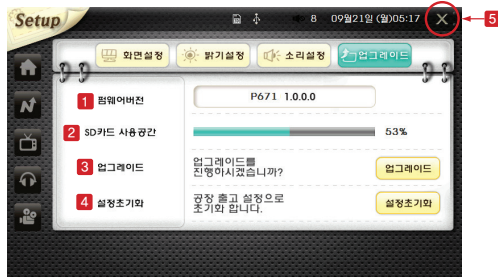 Setup 8 09월21일 (월)05:17 X 5
화면설정 밝기설정 소리설정 업그레이드
1 펌웨어버전 P671 1.0.0.0
2 SD카드 사용공간 53%
3 업그레이드 업그레이드를
진행하시겠습니까? 업그레이드
4 설정초기화 공장 출고 설정으로
초기화 합니다. 설정초기화